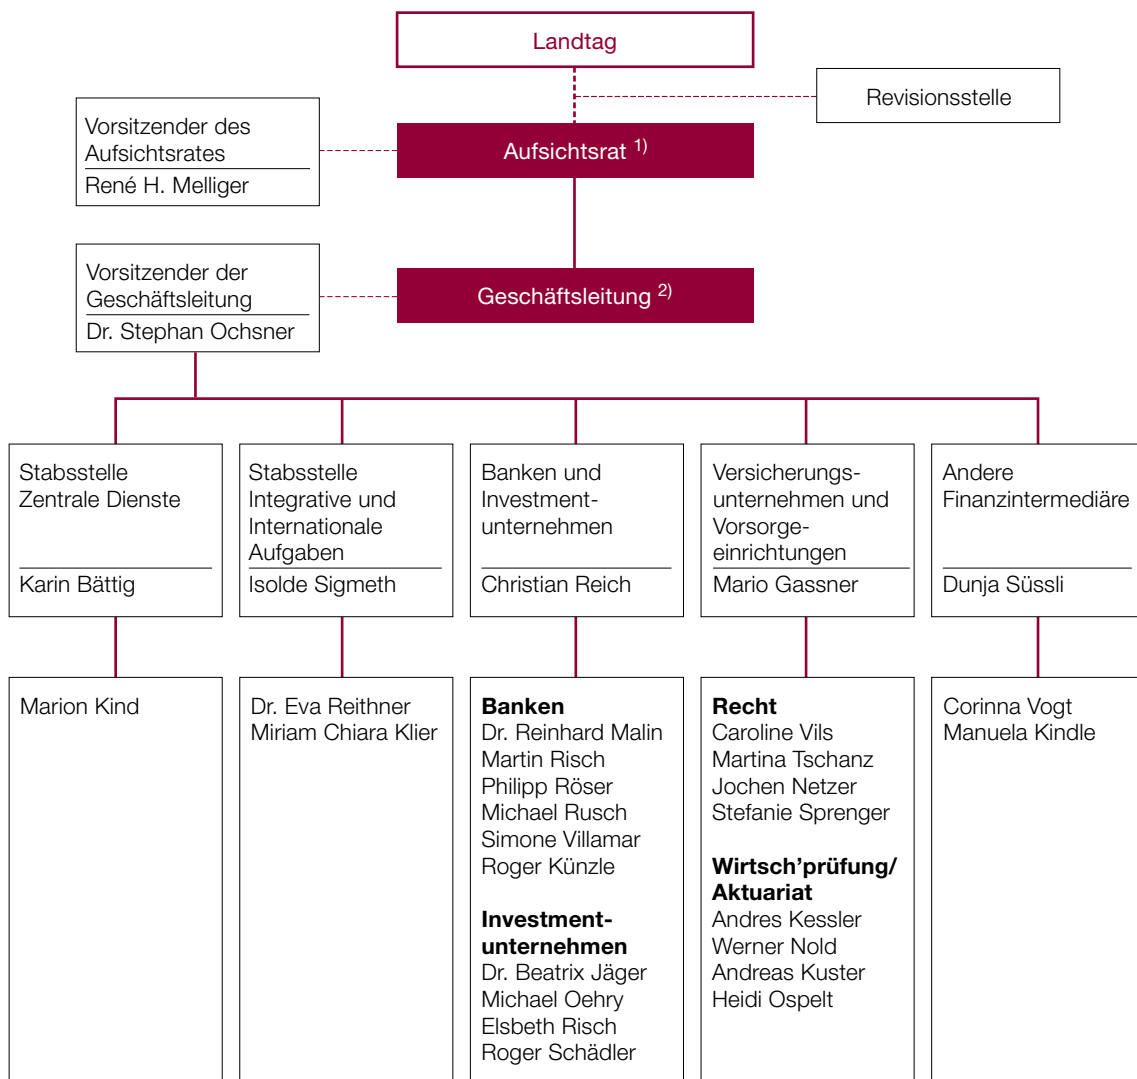 Landtag
Revisionsstelle
Vorsitzender des
Aufsichtsrates
René H. Melliger
Aufsichtsrat 1)
Vorsitzender der
Geschäftsleitung
Dr. Stephan Ochsner
Geschäftsleitung 2)
Stabsstelle
Zentrale Dienste
Karin Bättig
Stabsstelle
Integrative und
Internationale
Aufgaben
Isolde Sigmeth
Banken und
Investment-
unternehmen
Christian Reich
Versicherungs-
unternehmen und
Vorsorge-
einrichtungen
Mario Gassner
Andere
Finanzintermediäre
Dunja Süssli
Marion Kind
Dr. Eva Reithner
Miriam Chiara Klier
Banken
Dr. Reinhard Malin
Martin Risch
Philipp Röser
Michael Rusch
Simone Villamar
Roger Künzle
Investment-
unternehmen
Dr. Beatrix Jäger
Michael Oehry
Elsbeth Risch
Roger Schädler
Recht
Caroline Vils
Martina Tschanz
Jochen Netzer
Stefanie Sprenger
Wirtsch’prüfung/
Aktuariat
Andres Kessler
Werner Nold
Andreas Kuster
Heidi Ospelt
Corinna Vogt
Manuela Kindle